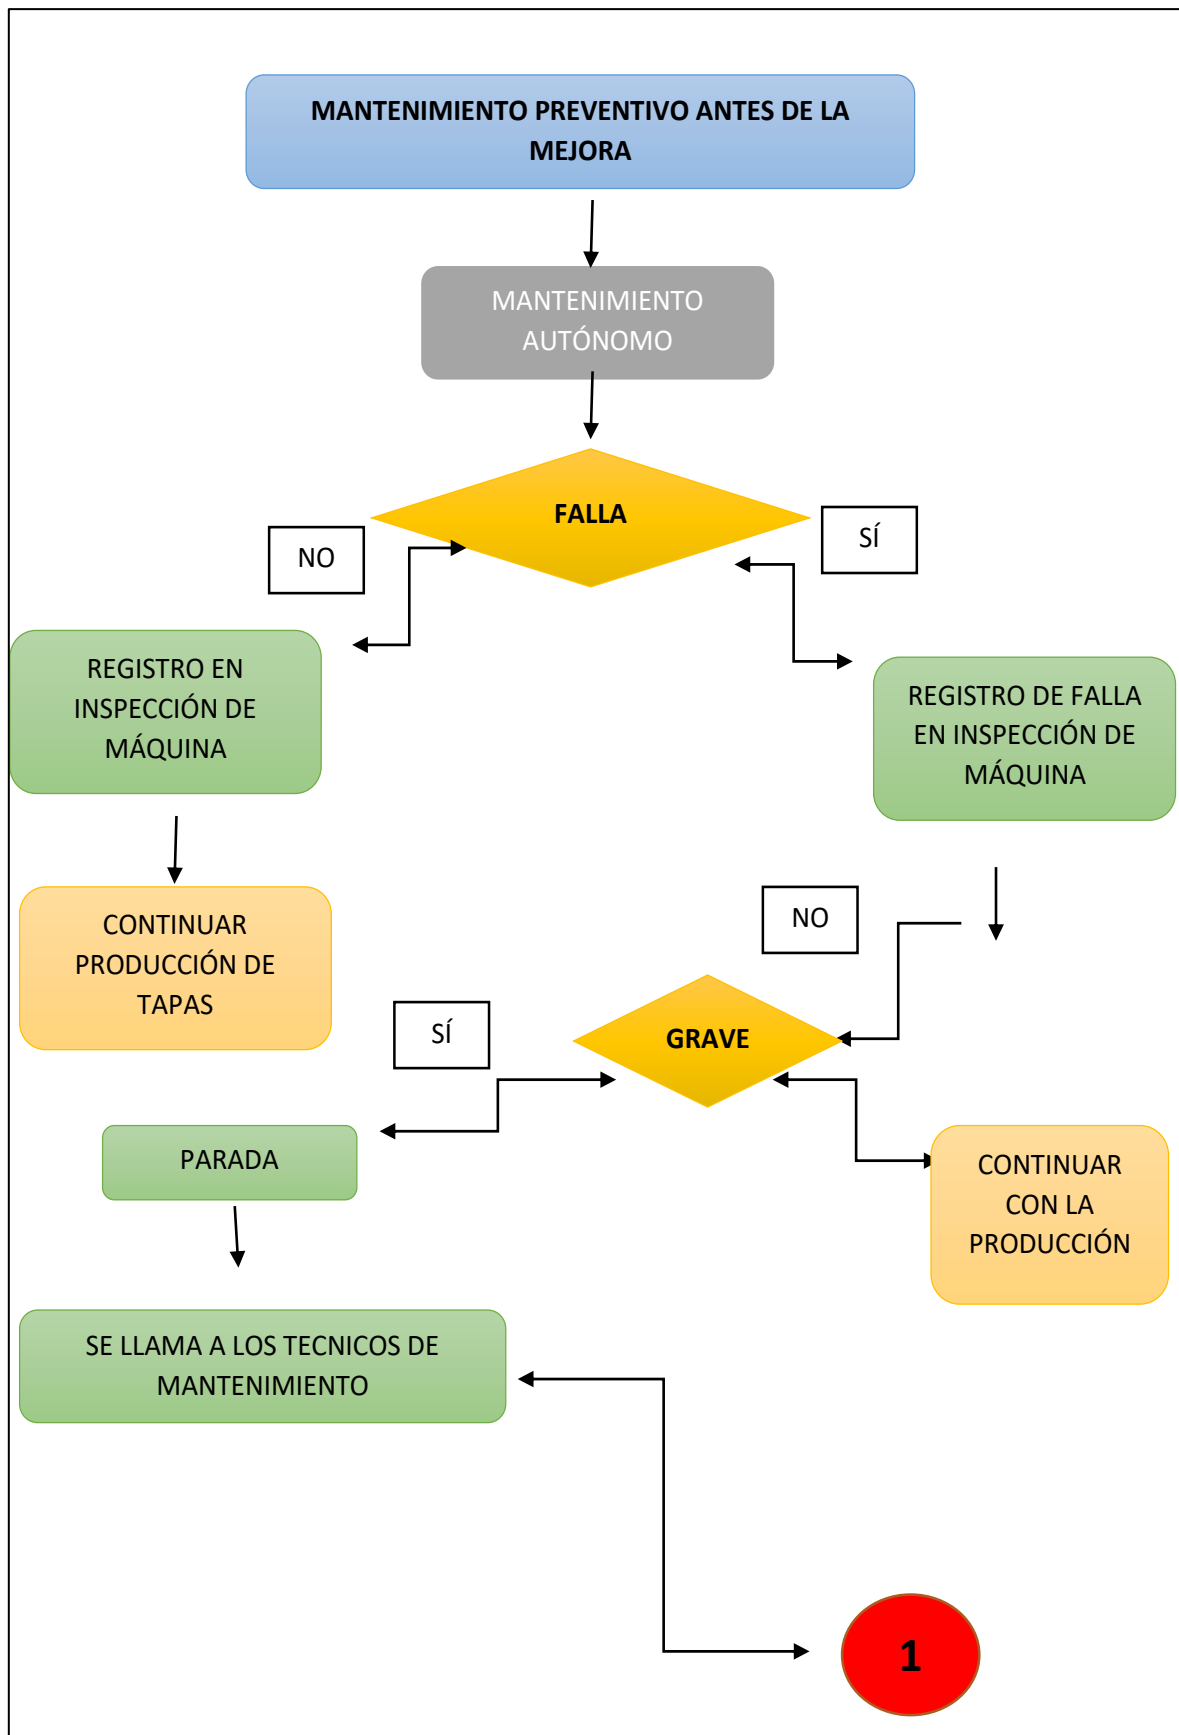 MANTENIMIENTO PREVENTIVO ANTES DE LA
MEJORA
MANTENIMIENTO
AUTÓNOMO
FALLA
NO
SÍ
REGISTRO EN
INSPECCIÓN DE
MÁQUINA
REGISTRO DE FALLA
EN INSPECCIÓN DE
MÁQUINA
CONTINUAR
PRODUCCIÓN DE
TAPAS
NO
SÍ
GRAVE
PARADA
CONTINUAR
CON LA
PRODUCCIÓN
SE LLAMA A LOS TECNICOS DE
MANTENIMIENTO
1